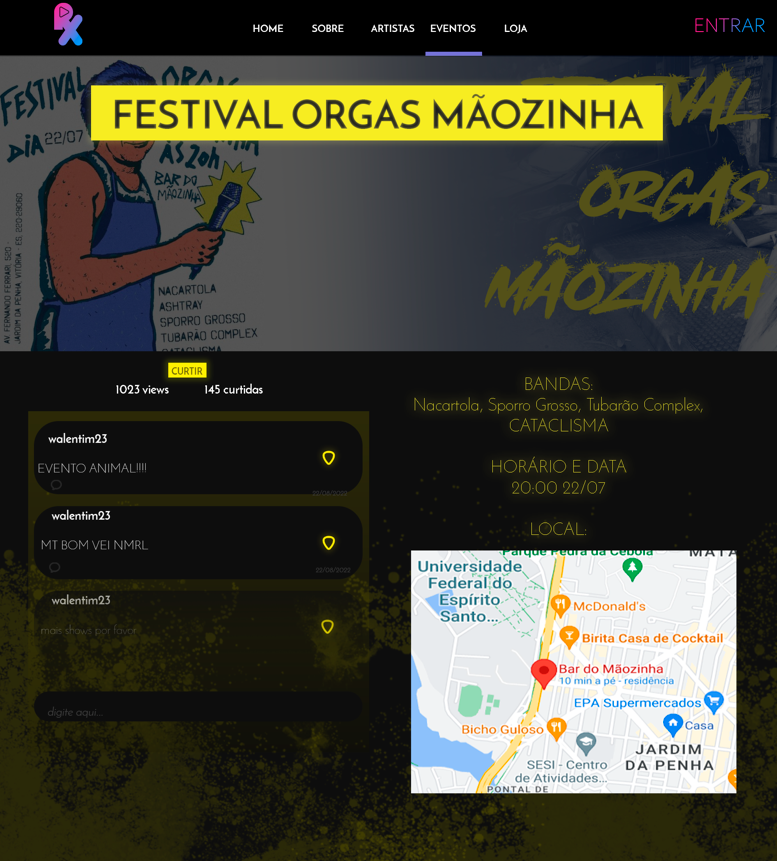 HOME
SOBRE
ARTISTAS
EVENTOS
LOJA
ENTRAR
FESTIVAL
DIA 22/07
FESTIVAL ORGAS MÃOZINHA
ÀS 20h
BAR DO
MÃOZINHA
ORGAS
MÃOZINHA
AV. FERNANDO FERRARI, 520
JARDIM DA PENHA, VITÓRIA - ES,
NACARTOLA
ASHTRAY
SPORRO GROSSO
TUBARÃO COMPLEX
CATACLISMA
CURTIR
1023 views
145 curtidas
walentim23
EVENTO ANIMAL!!!!
22/08/2022
walentim23
MT BOM VEI NMRL
22/08/2022
walentim23
mais shows por favor
digite aqui...
BANDAS:
Nacartola, Sporro Grosso, Tubarão Complex,
CATACLISMA
HORÁRIO E DATA
20:00 22/07
LOCAL:
Parque Pedra da Cebola
MATA
Universidade
Federal do
Espírito
Santo...
McDonald's
Birita Casa de Cocktail
Bar do Mãozinha
10 min a pé - residência
EPA Supermercados
Casa
Bicho Guloso
JARDIM
DA PENHA
SESI - Centro
de Atividades...
PONTAL DE